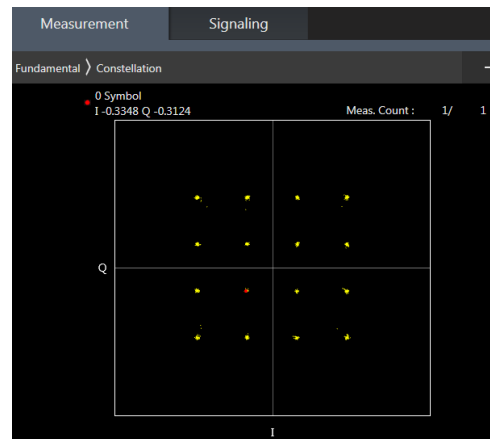 Measurement Signaling
Fundamental 〉 Constellation
0 Symbol
I -0.3348 Q -0.3124 Meas. Count : 1/ 1
Q
I